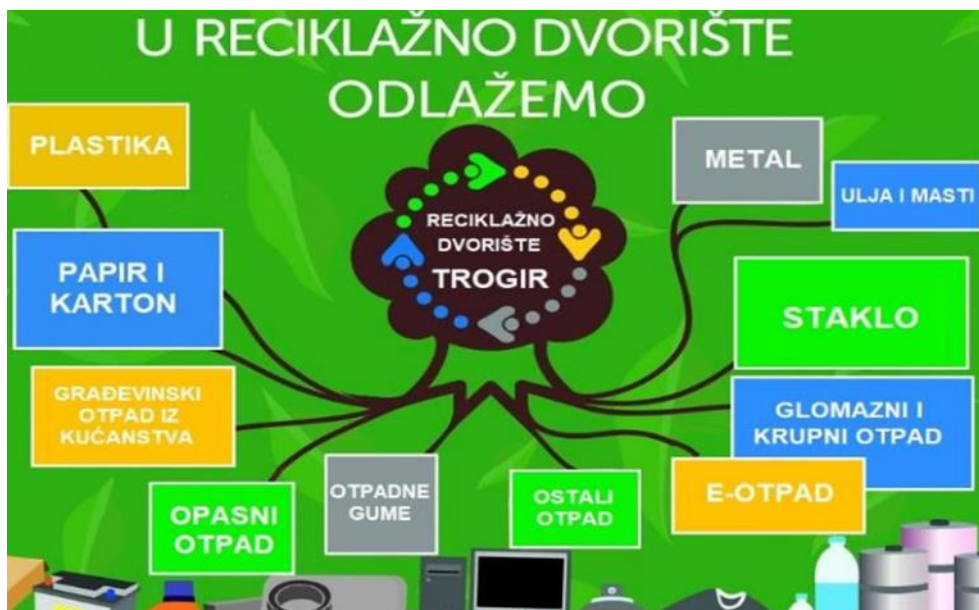 U RECIKLAŽNO DVORIŠTE
ODLAŽEMO
PLASTIKA
PAPIR I
KARTON
GRAĐEVINSKI
OTPAD IZ
KUĆANSTVA
OPASNI
OTPAD
OTPADNE
GUME
RECIKLAŽNO
DVORIŠTE
TROGIR
OSTALI
OTPAD
METAL
ULJA I MASTI
STAKLO
GLOMAZNI I
KRUPNI OTPAD
E-OTPAD